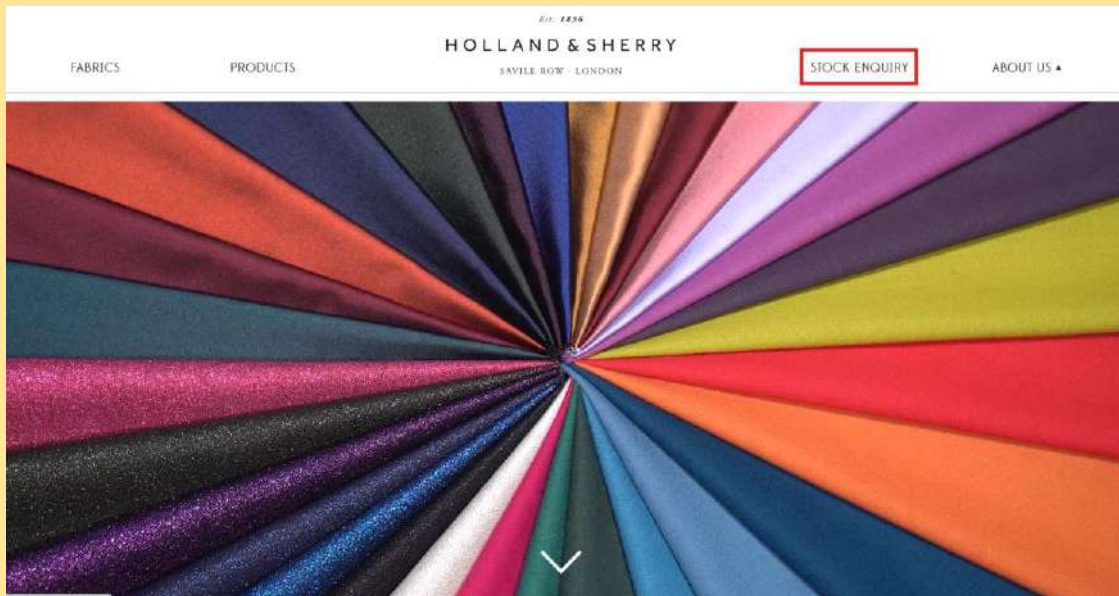 Est. 1836
HOLLAND & SHERRY
SAVILE ROW · LONDON
FABRICS
PRODUCTS
STOCK ENQUIRY
ABOUT US ▲